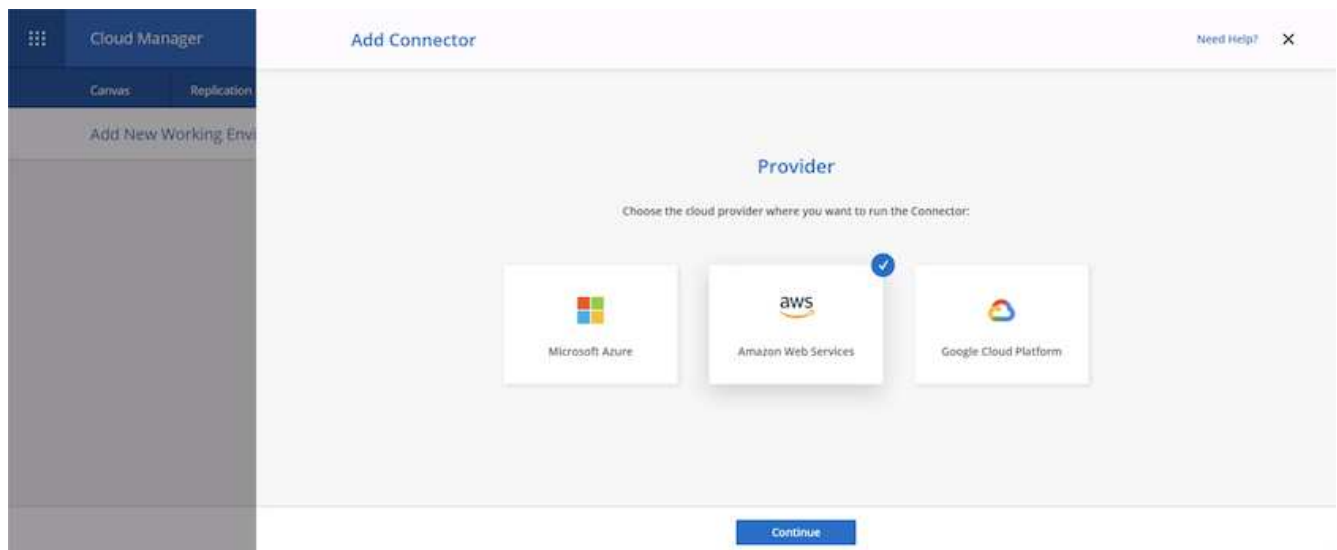 Cloud Manager
Add Connector
Need Help?
Canvas Replication
Add New Working Envi
Provider
Choose the cloud provider where you want to run the Connector:
aws
Microsoft Azure
Amazon Web Services
Google Cloud Platform
Continue